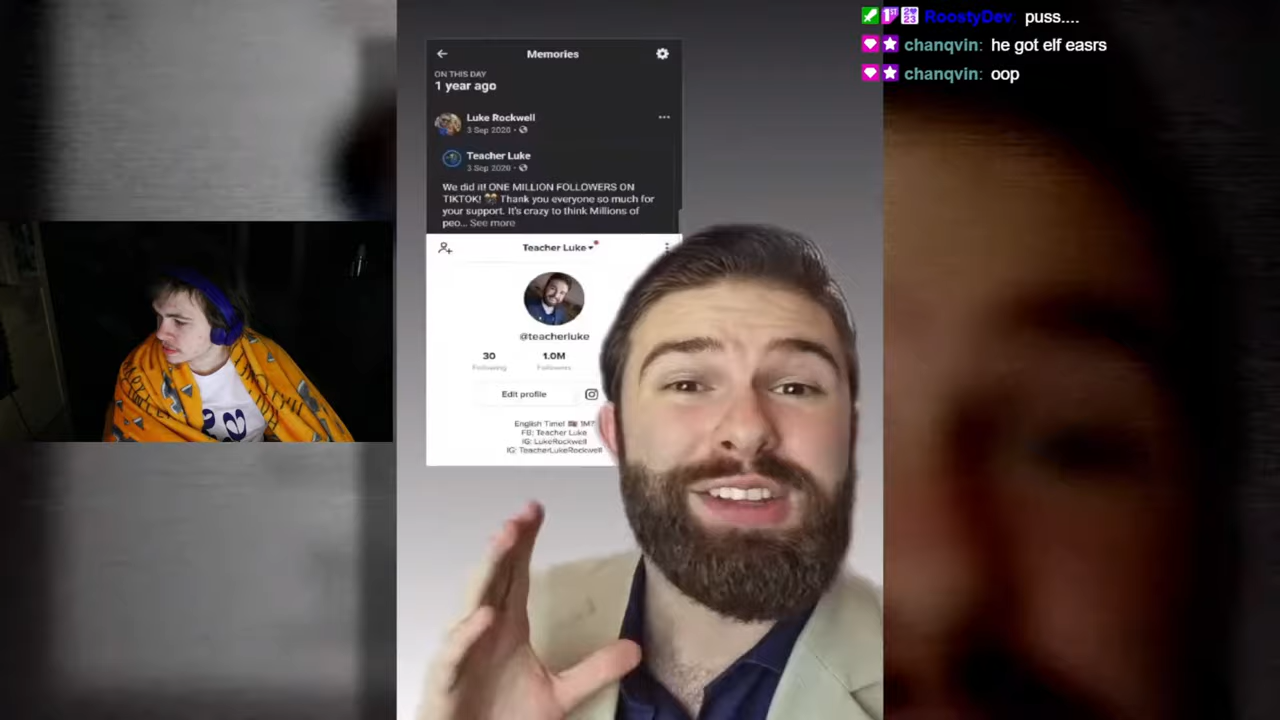 RoostyDev: puss....
chanqvin: he got elf easrs
chanqvin: oop
Memories
ON THIS DAY
1 year ago
Luke Rockwell
3 Sep 2020 ·
Teacher Luke
3 Sep 2020 ·
We did it! ONE MILLION FOLLOWERS ON
TIKTOK! Thank you everyone so much for
your support. It's crazy to think Millions of
peo... See more
Teacher Luke
@teacherluke
30
1.0M
Following
Followers
Edit profile
English Time! 1M?
FB: Teacher Luke
IG: LukeRockwell
IG: TeacherLukeRockwell